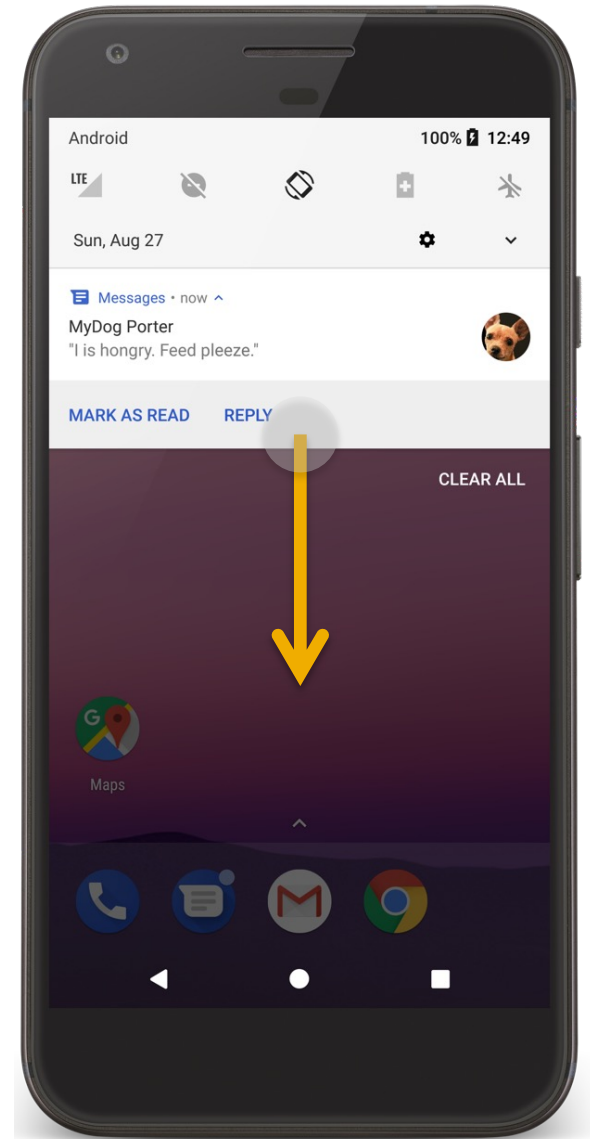 Android 100% 12:49
LTE
Sun, Aug 27
Messages • now
MyDog Porter
"I is hongry. Feed pleeze."
MARK AS READ REPLY
CLEAR ALL
G
Maps